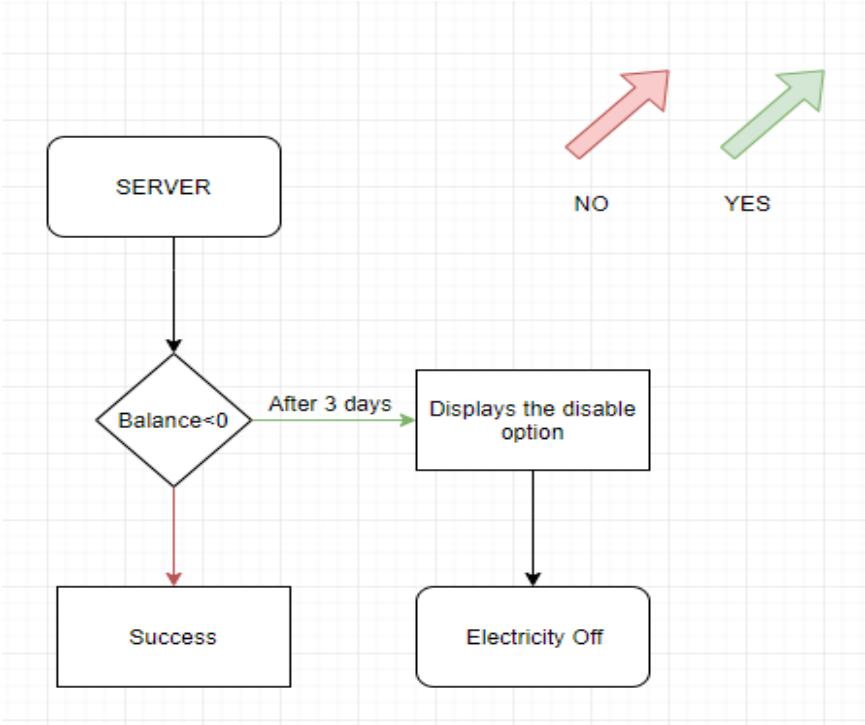 SERVER
NO
YES
Balance<0
After 3 days
Displays the disable
option
Success
Electricity Off